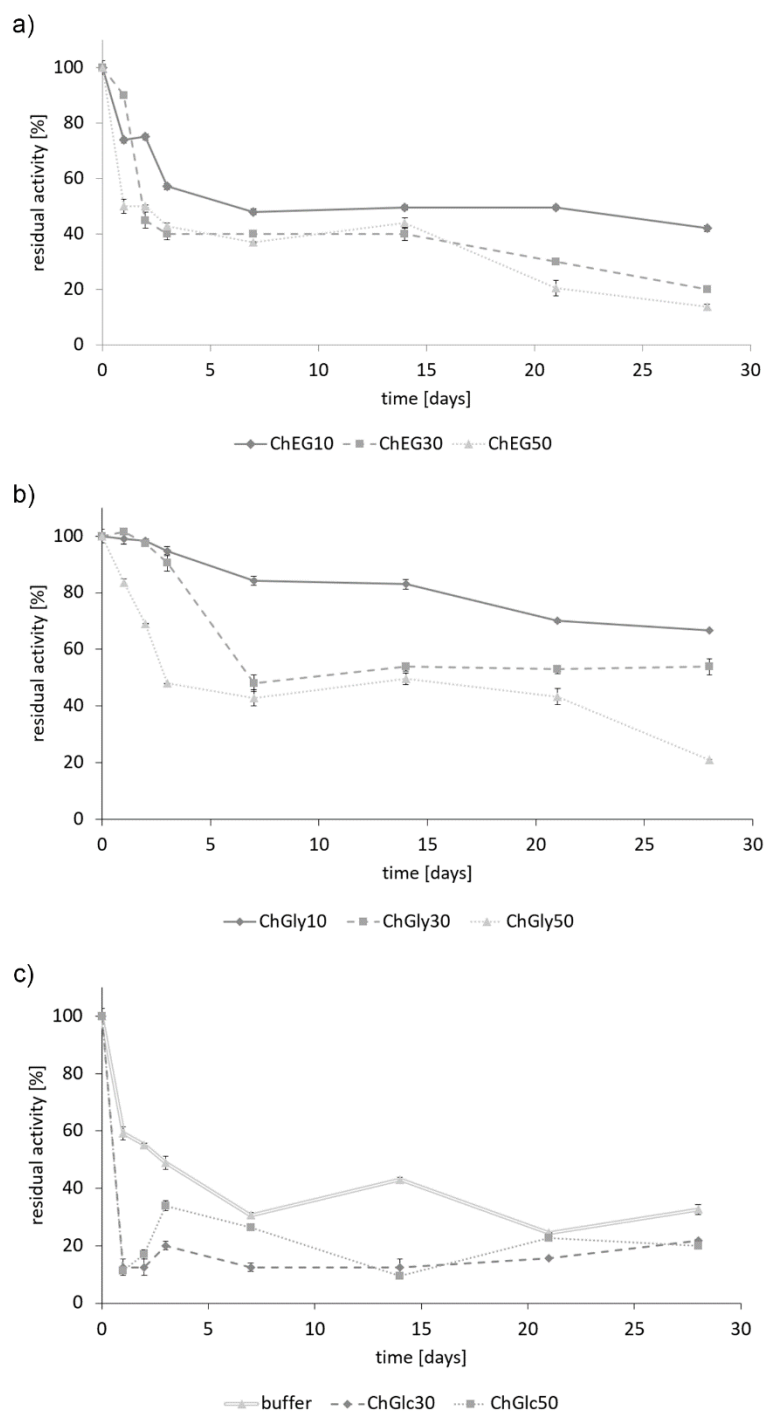 a)
residual activity [%]
100
80
60
40
20
0
0 5 10 15 20 25 30
time [days]
ChEG10 ChEG30 ChEG50
b)
residual activity [%]
100
80
60
40
20
0
0 5 10 15 20 25 30
time [days]
ChGly10 ChGly30 ChGly50
c)
residual activity [%]
100
80
60
40
20
0
0 5 10 15 20 25 30
time [days]
buffer ChGlc30 ChGlc50